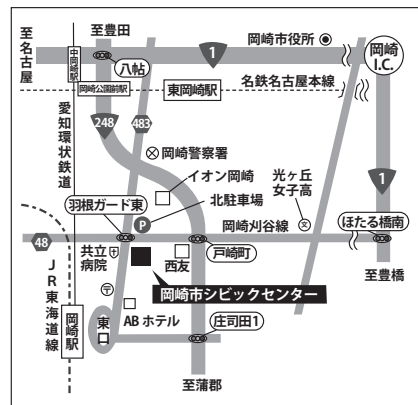 至豊田
至名古屋
中岡崎駅
八帖
1
岡崎市役所
岡崎
I.C.
岡崎公園前駅
東岡崎駅
名鉄名古屋本線
愛知環状鉄道
248
483
岡崎警察署
イオン岡崎
光ヶ丘
女子高
1
羽根ガード東
P
北駐車場
岡崎刈谷線
文
ほたる橋南
48
共立
病院
西友
戸崎町
至豊橋
JR東海道線
岡崎駅
岡崎市シビックセンター
〒
東口
ABホテル
庄司田1
至蒲郡